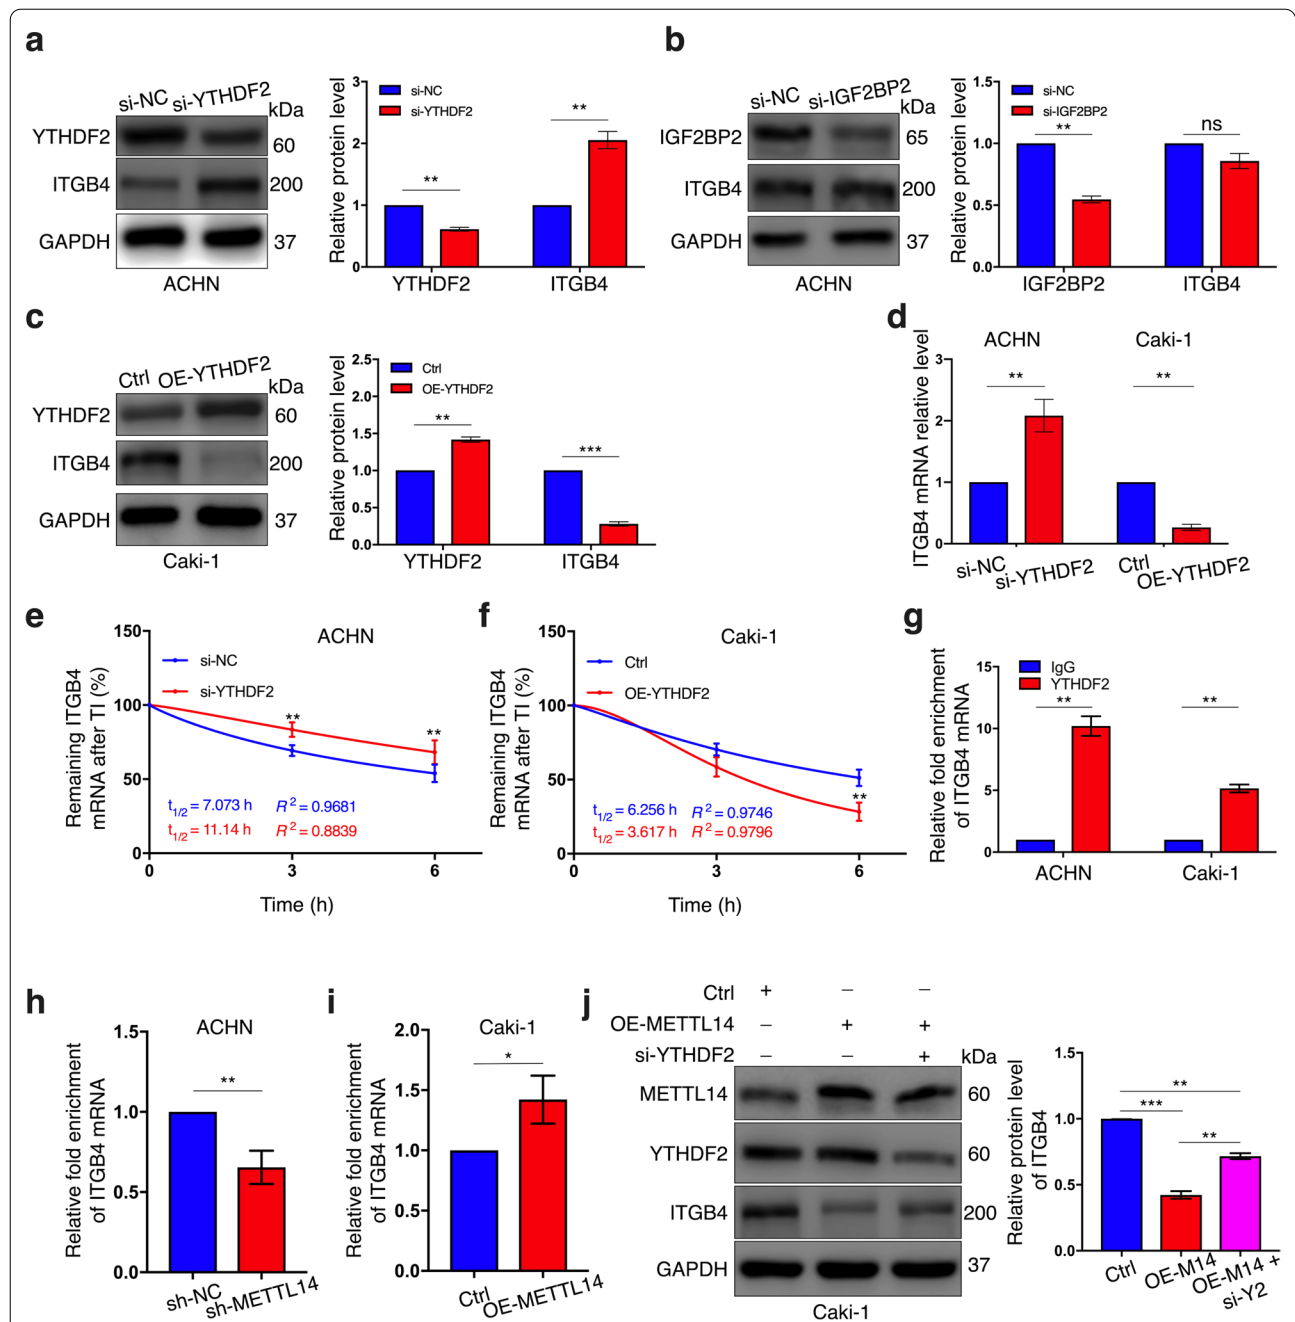 a
si-NC si-YTHDF2
kDa
YTHDF2 60
ITGB4 200
GAPDH 37
ACHN
Relative protein level
3
2
1
0
si-NC
si-YTHDF2
**
**
YTHDF2 ITGB4
b
si-NC si-IGF2BP2
kDa
IGF2BP2 65
ITGB4 200
GAPDH 37
ACHN
Relative protein level
1.5
1.0
0.5
0.0
si-NC
si-IGF2BP2
**
ns
IGF2BP2 ITGB4
c
Ctrl OE-YTHDF2
kDa
YTHDF2 60
ITGB4 200
GAPDH 37
Caki-1
Relative protein level
2.5
2.0
1.5
1.0
0.5
0.0
Ctrl
OE-YTHDF2
**
***
YTHDF2 ITGB4
d
ACHN Caki-1
ITGB4 mRNA relative level
3
2
1
0
**
**
si-NC si-YTHDF2 Ctrl OE-YTHDF2
e
ACHN
Remaining ITGB4
mRNA after TI (%)
150
100
50
0
si-NC
si-YTHDF2
**
**
t1/2 = 7.073 h R2 = 0.9681
t1/2 = 11.14 h R2 = 0.8839
0 3 6
Time (h)
f
Caki-1
Remaining ITGB4
mRNA after TI (%)
150
100
50
0
Ctrl
OE-YTHDF2
**
t1/2 = 6.256 h R2 = 0.9746
t1/2 = 3.617 h R2 = 0.9796
0 3 6
Time (h)
g
Relative fold enrichment
of ITGB4 mRNA
15
10
5
0
IgG
YTHDF2
**
**
ACHN Caki-1
h
ACHN
Relative fold enrichment
of ITGB4 mRNA
1.5
1.0
0.5
0.0
**
sh-NC sh-METTL14
i
Caki-1
Relative fold enrichment
of ITGB4 mRNA
2.0
1.5
1.0
0.5
0.0
*
Ctrl OE-METTL14
j
Ctrl + – –
OE-METTL14 – + +
si-YTHDF2 – – +
kDa
METTL14 60
YTHDF2 60
ITGB4 200
GAPDH 37
Caki-1
Relative protein level
of ITGB4
1.5
1.0
0.5
0.0
**
***
**
Ctrl OE-M14 OE-M14 +
si-Y2